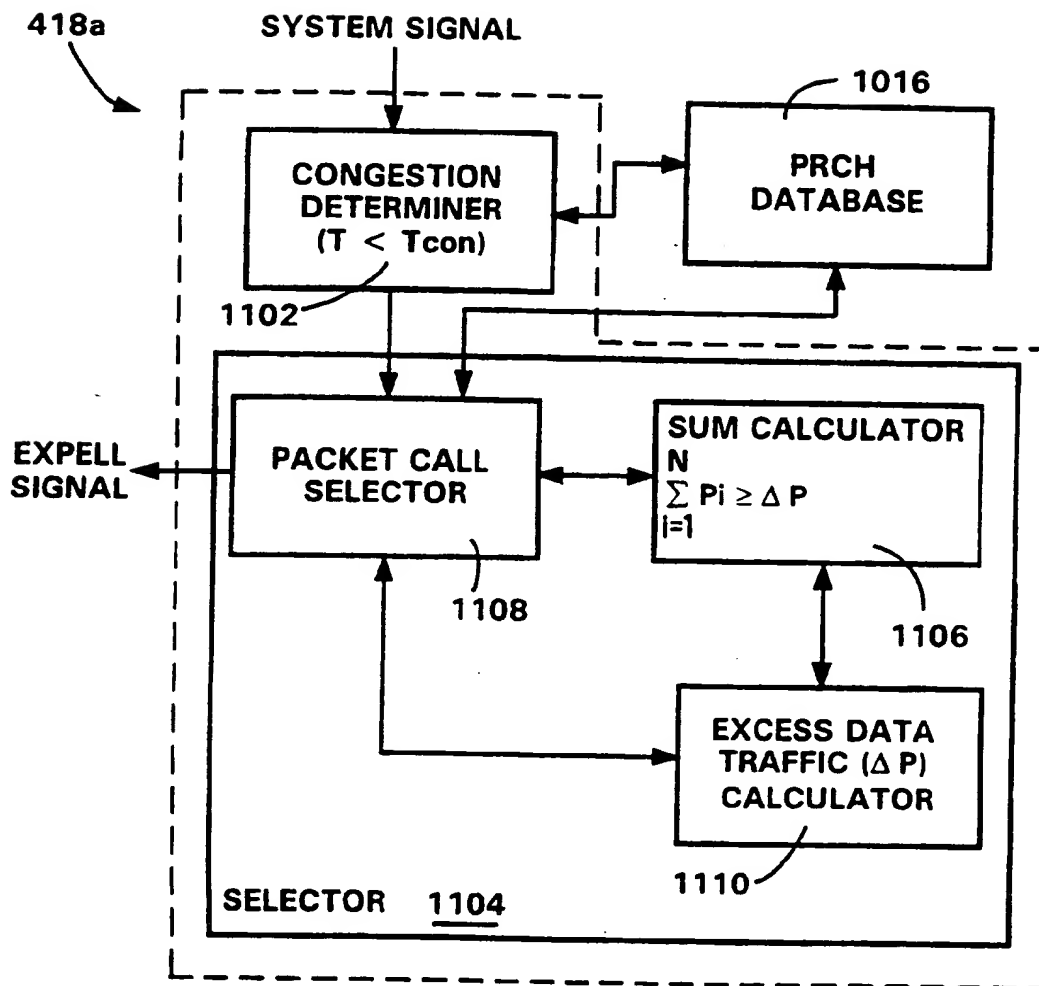 418a
SYSTEM SIGNAL
1016
CONGESTION
DETERMINER
(T < Tcon)
PRCH
DATABASE
1102
EXPELL
SIGNAL
PACKET CALL
SELECTOR
SUM CALCULATOR
N
Σ Pi ≥ Δ P
i=1
1108
1106
EXCESS DATA
TRAFFIC (Δ P)
CALCULATOR
1110
SELECTOR 1104